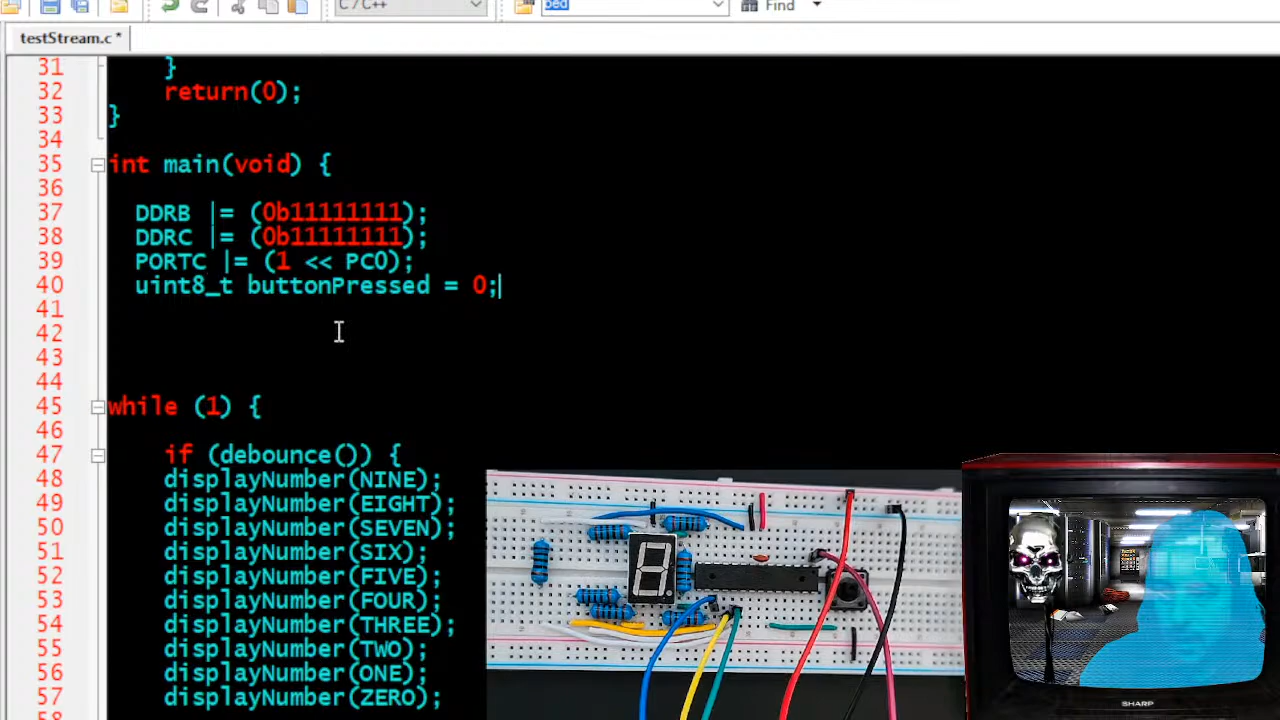 C/C++
bed
Find
testStream.c *
31 }
32 return(0);
33 }
34
35 int main(void) {
36
37 DDRB |= (0b11111111);
38 DDRC |= (0b11111111);
39 PORTC |= (1 << PC0);
40 uint8_t buttonPressed = 0;
41
42
43
44
45 while (1) {
46
47 if (debounce()) {
48 displayNumber(NINE);
49 displayNumber(EIGHT);
50 displayNumber(SEVEN);
51 displayNumber(SIX);
52 displayNumber(FIVE);
53 displayNumber(FOUR);
54 displayNumber(THREE);
55 displayNumber(TWO);
56 displayNumber(ONE);
57 displayNumber(ZERO);
58
SHARP